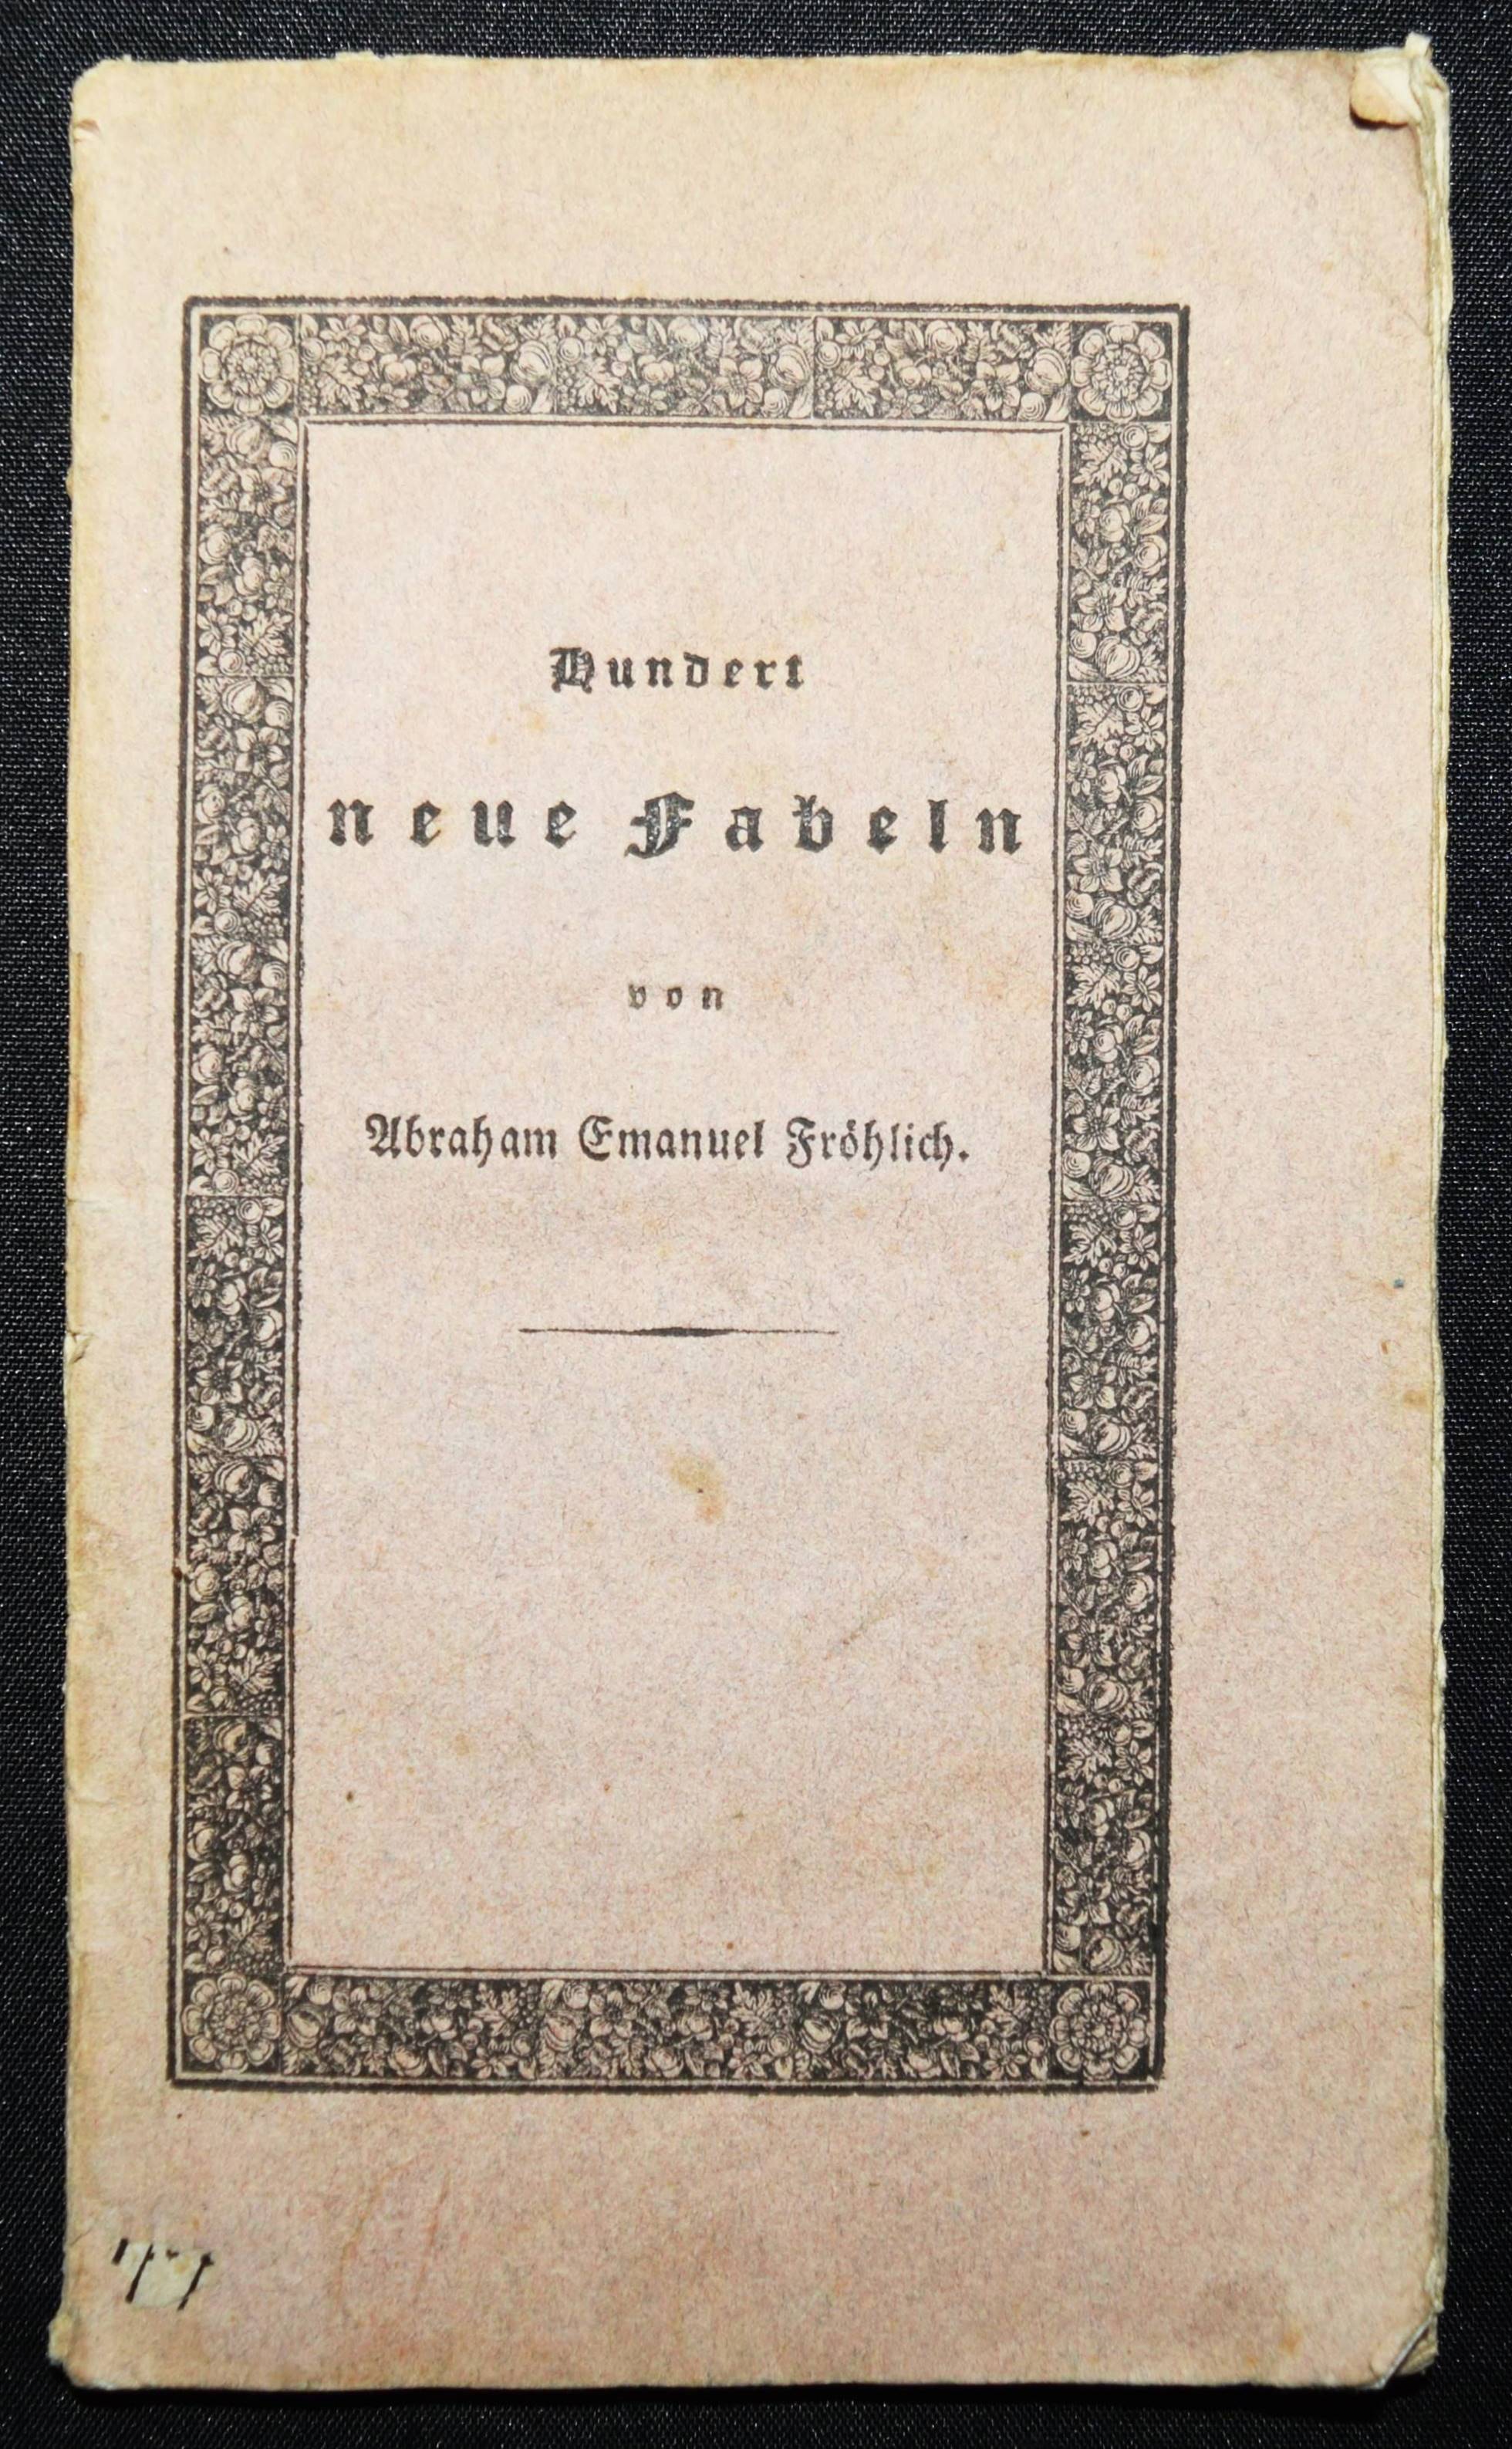 Hundert
neue Fabeln
von
Abraham Emanuel Fröhlich.